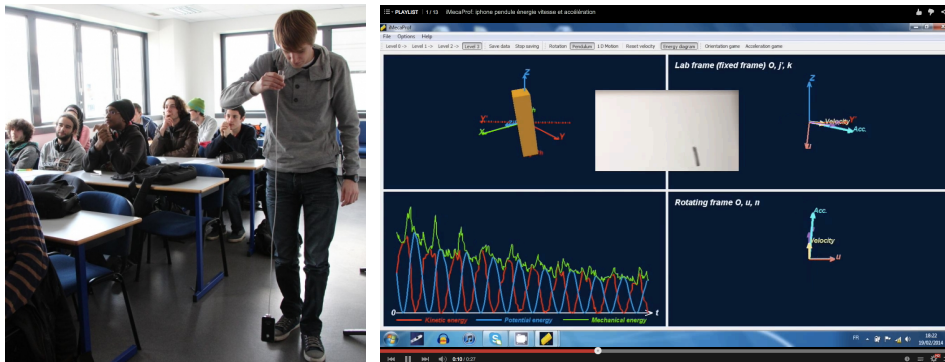 PLAYLIST 1 / 13 iMecaProf: iphone pendule énergie vitesse et accélération
iMecaProf
File Options Help
Level 0 -> Level 1 -> Level 2 -> Level 3 Save data Stop saving Rotation Pendulum 1D Motion Reset velocity Energy diagram Orientation game Acceleration game
Z
Y'
X
Y
Lab frame (fixed frame) O, j', k
Z
Velocity Y'
Acc.
u
0
t
Kinetic energy Potential energy Mechanical energy
Rotating frame O, u, n
Acc.
Velocity
u
FR 18:22
19/02/2014
0:10 / 0:27